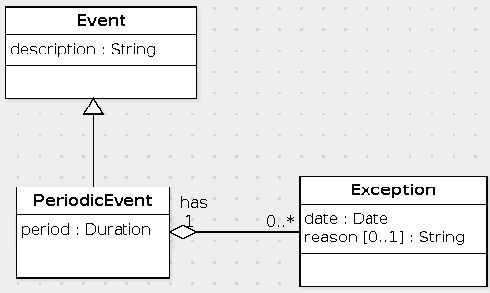 Event
description : String
PeriodicEvent
period : Duration
has
1
0..*
Exception
date : Date
reason [0..1] : String